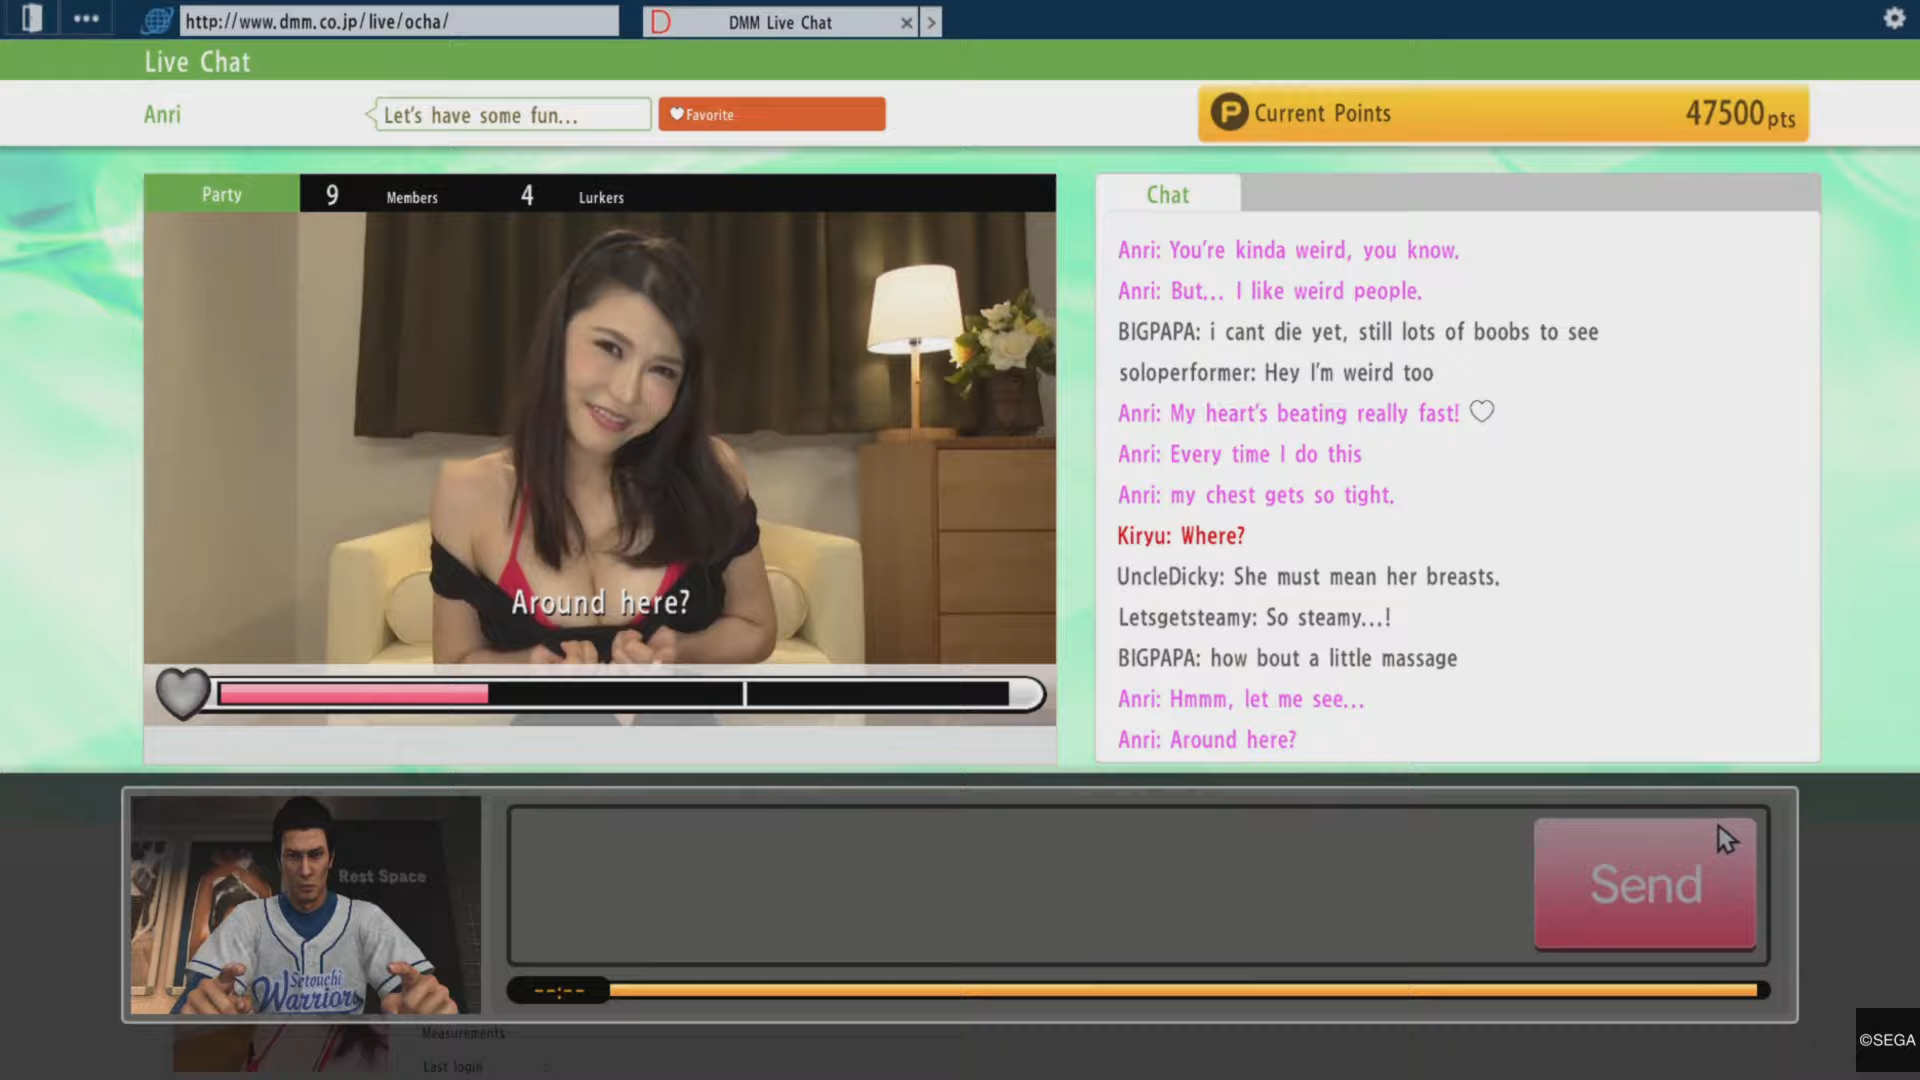 http://www.dmm.co.jp/live/ocha/
DMM Live Chat
Live Chat
Anri
Let's have some fun...
Favorite
P Current Points
47500pts
Party
9 Members
4 Lurkers
Around here?
Chat
Anri: You're kinda weird, you know.
Anri: But... I like weird people.
BIGPAPA: i cant die yet, still lots of boobs to see
soloperformer: Hey I'm weird too
Anri: My heart's beating really fast! ♡
Anri: Every time I do this
Anri: my chest gets so tight.
Kiryu: Where?
UncleDicky: She must mean her breasts.
Letsgetsteamy: So steamy...!
BIGPAPA: how bout a little massage
Anri: Hmmm, let me see...
Anri: Around here?
Rest Space
Setouchi
Warriors
Send
--:--
Measurements
Last login :
©SEGA